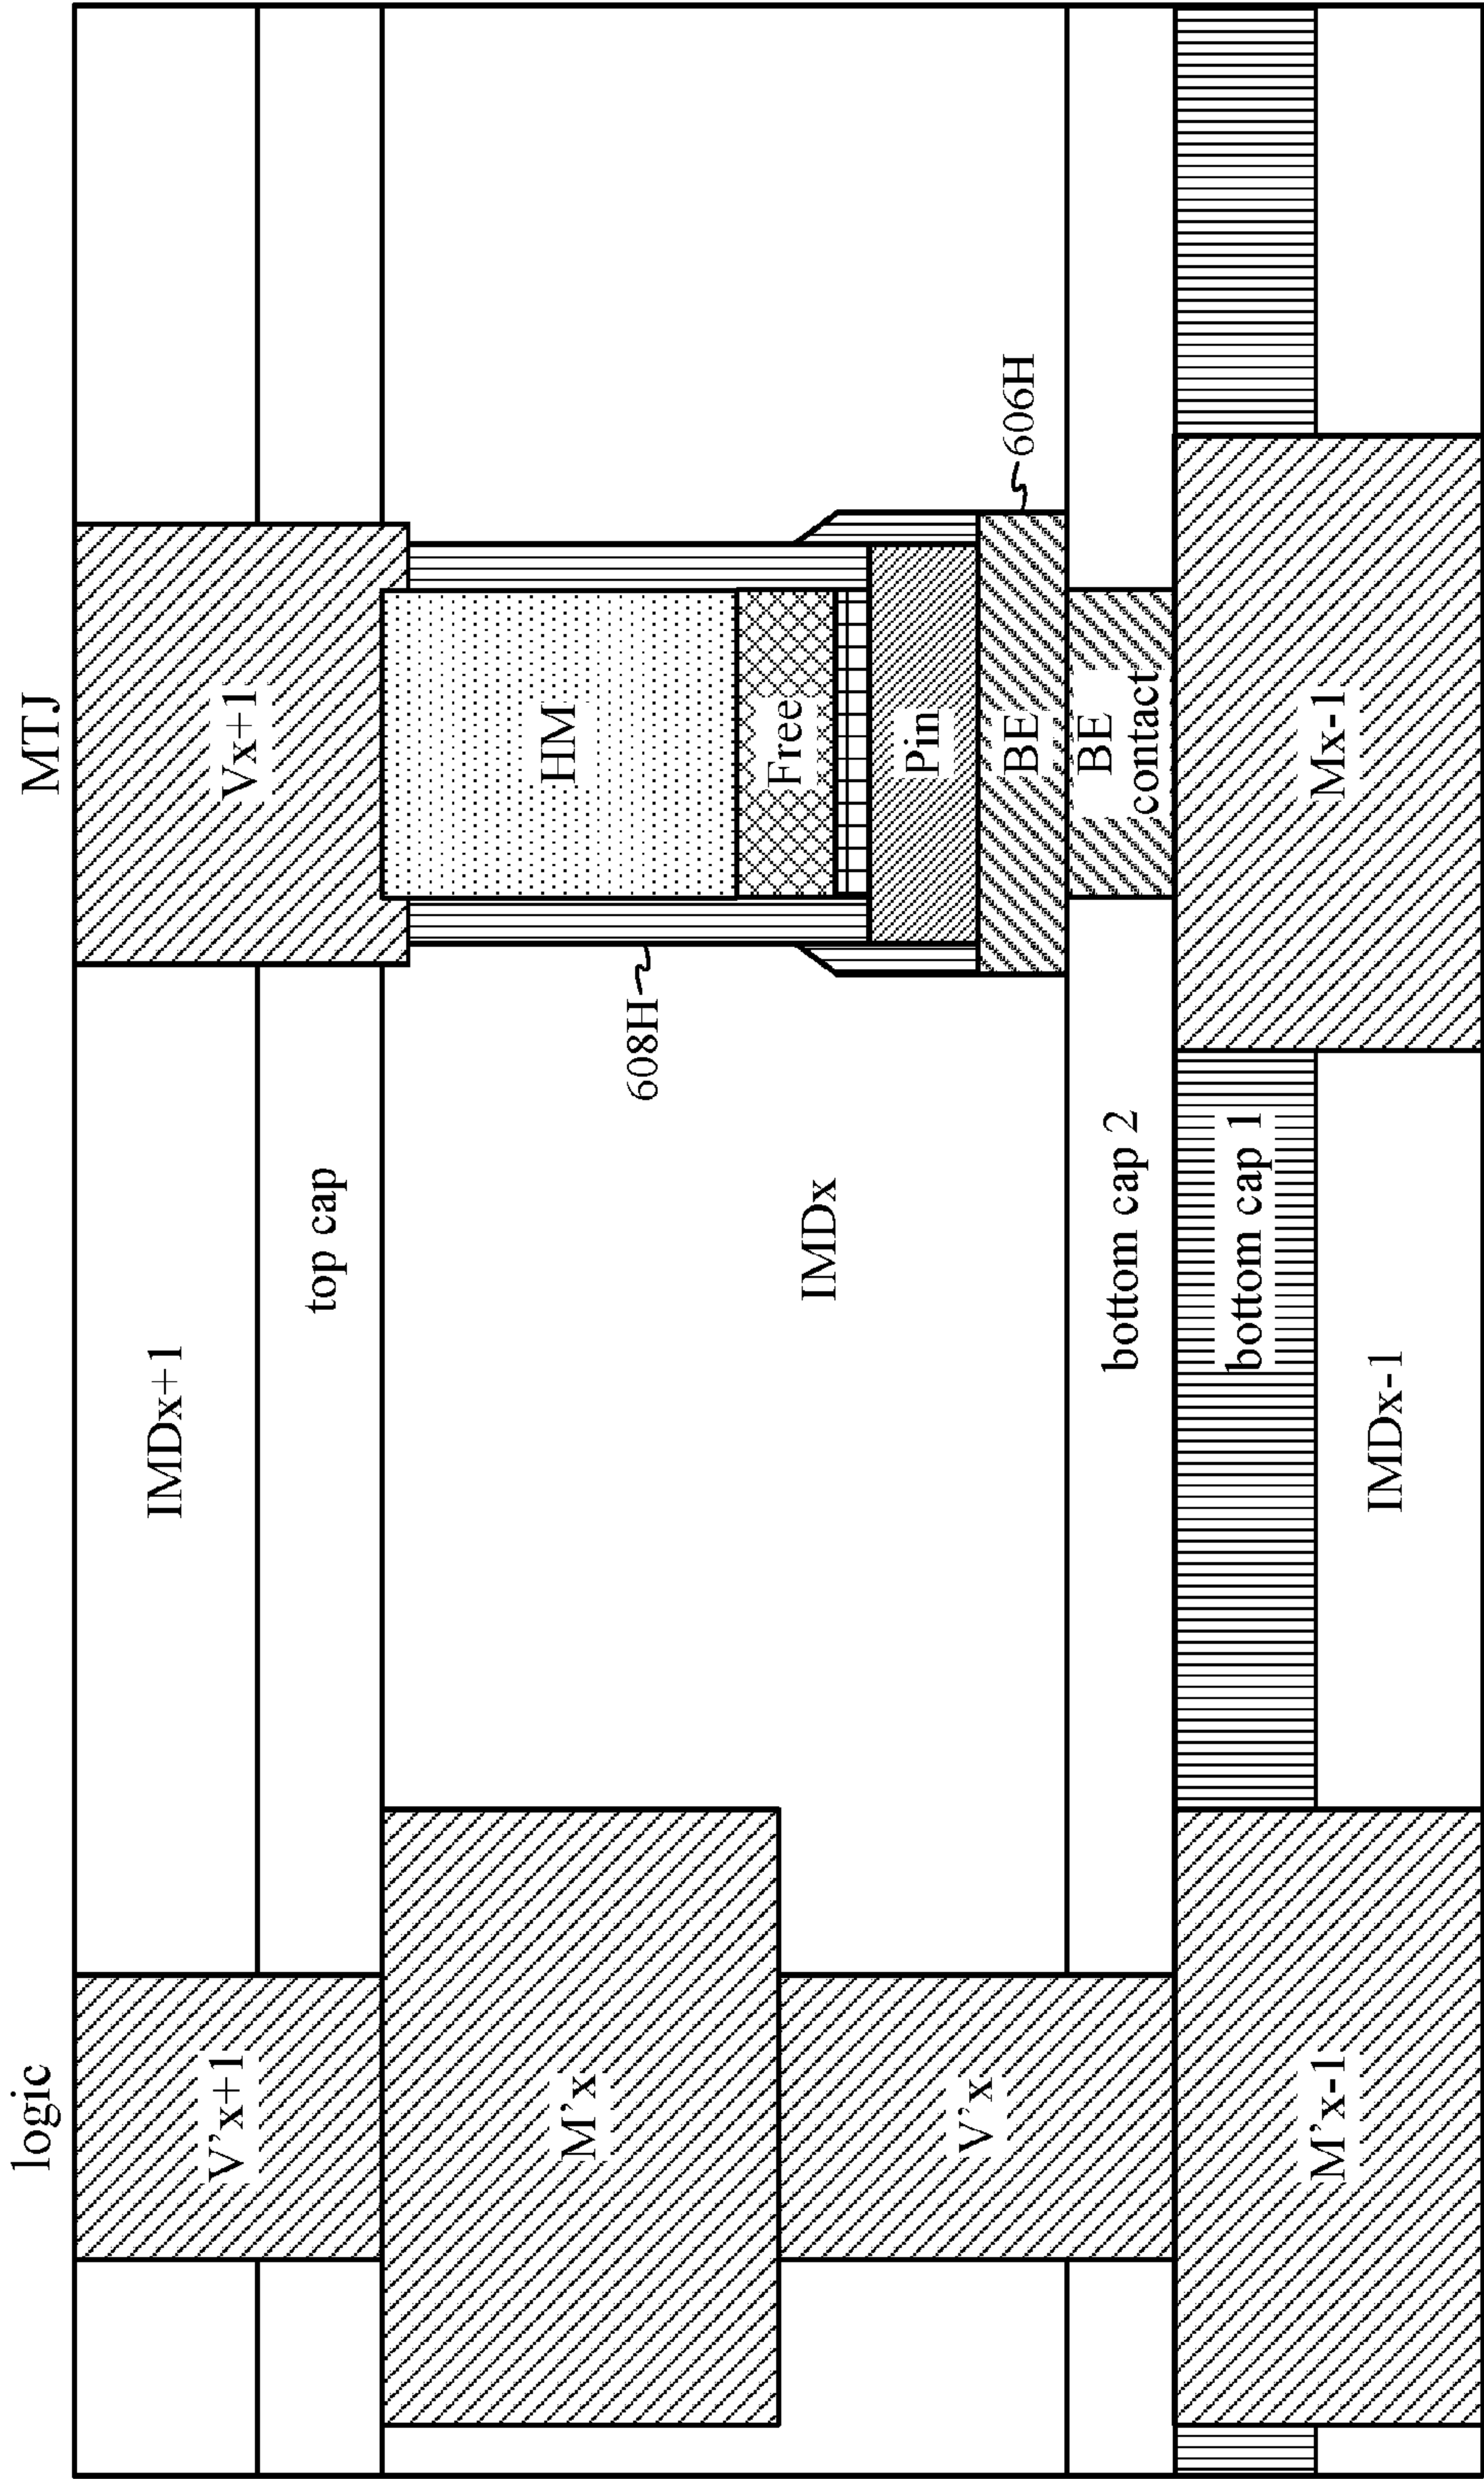 logic
MTJ
V'x+1
IMDx+1
Vx+1
top cap
M'x
HM
608H
Free
IMDx
V'x
Pin
BE
606H
bottom cap 2
BE
contact
bottom cap 1
M'x-1
IMDx-1
Mx-1